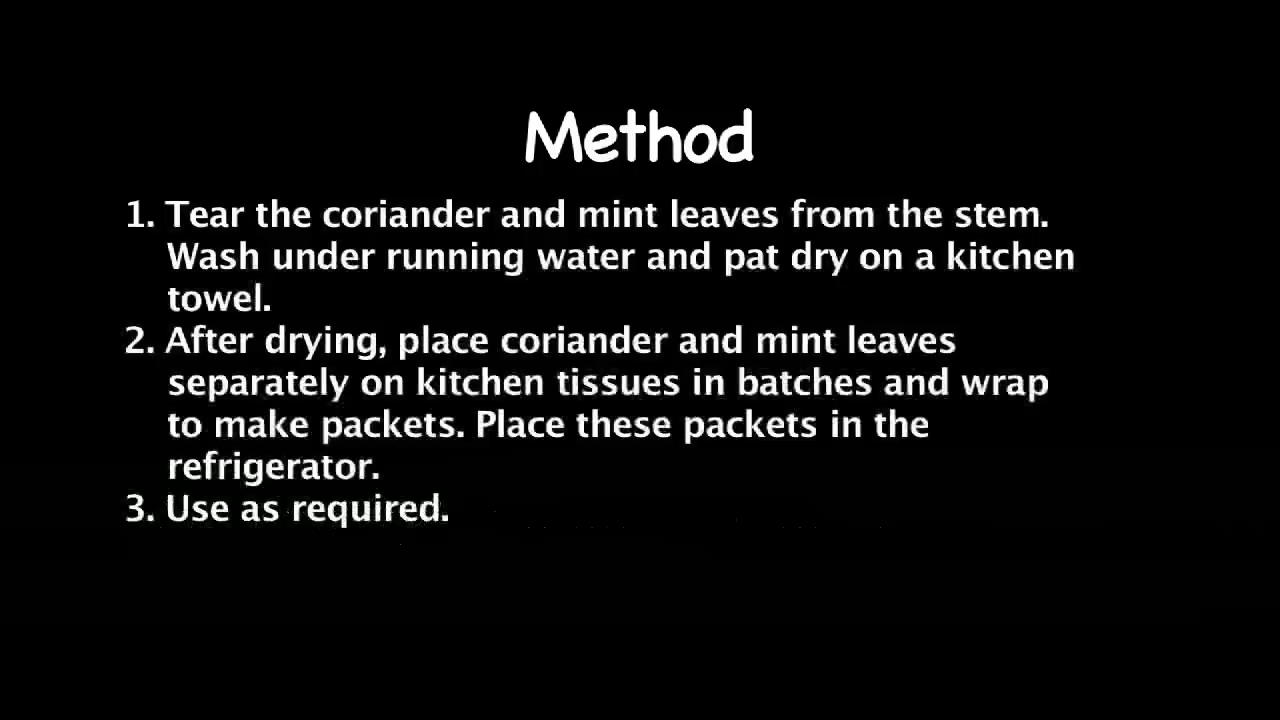 Method
1. Tear the coriander and mint leaves from the stem.
Wash under running water and pat dry on a kitchen
towel.
2. After drying, place coriander and mint leaves
separately on kitchen tissues in batches and wrap
to make packets. Place these packets in the
refrigerator.
3. Use as required.